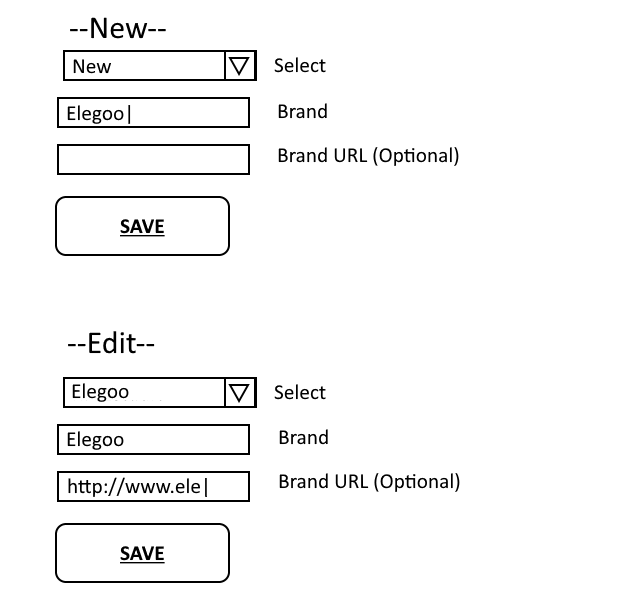 --New--
New Select
Elegoo| Brand
Brand URL (Optional)
SAVE
--Edit--
Elegoo Select
Elegoo Brand
http://www.ele| Brand URL (Optional)
SAVE